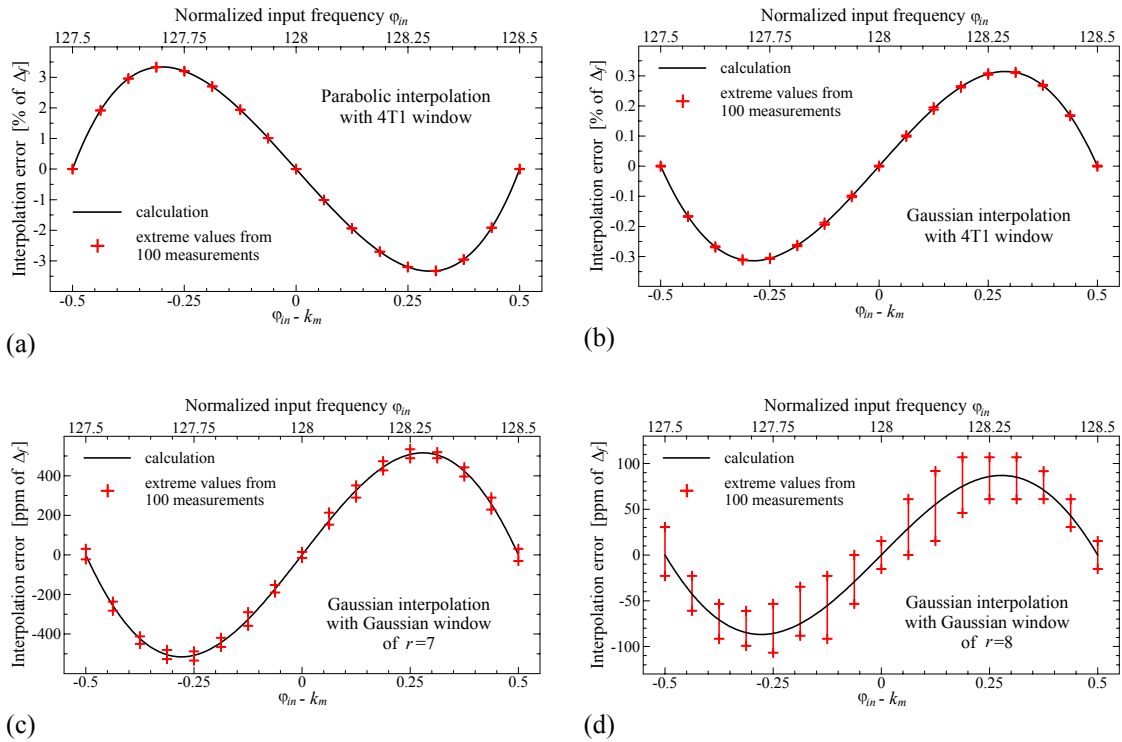 Normalized input frequency φin
127.5 127.75 128 128.25 128.5
Interpolation error [% of Δf]
3
2
1
0
-1
-2
-3
Parabolic interpolation
with 4T1 window
calculation
extreme values from
100 measurements
-0.5 -0.25 0 0.25 0.5
φin - km
(a)
Normalized input frequency φin
127.5 127.75 128 128.25 128.5
Interpolation error [% of Δf]
0.3
0.2
0.1
0
-0.1
-0.2
-0.3
calculation
extreme values from
100 measurements
Gaussian interpolation
with 4T1 window
-0.5 -0.25 0 0.25 0.5
φin - km
(b)
Normalized input frequency φin
127.5 127.75 128 128.25 128.5
Interpolation error [ppm of Δf]
400
200
0
-200
-400
calculation
extreme values from
100 measurements
Gaussian interpolation
with Gaussian window
of r=7
-0.5 -0.25 0 0.25 0.5
φin - km
(c)
Normalized input frequency φin
127.5 127.75 128 128.25 128.5
Interpolation error [ppm of Δf]
100
50
0
-50
-100
calculation
extreme values from
100 measurements
Gaussian interpolation
with Gaussian window
of r=8
-0.5 -0.25 0 0.25 0.5
φin - km
(d)